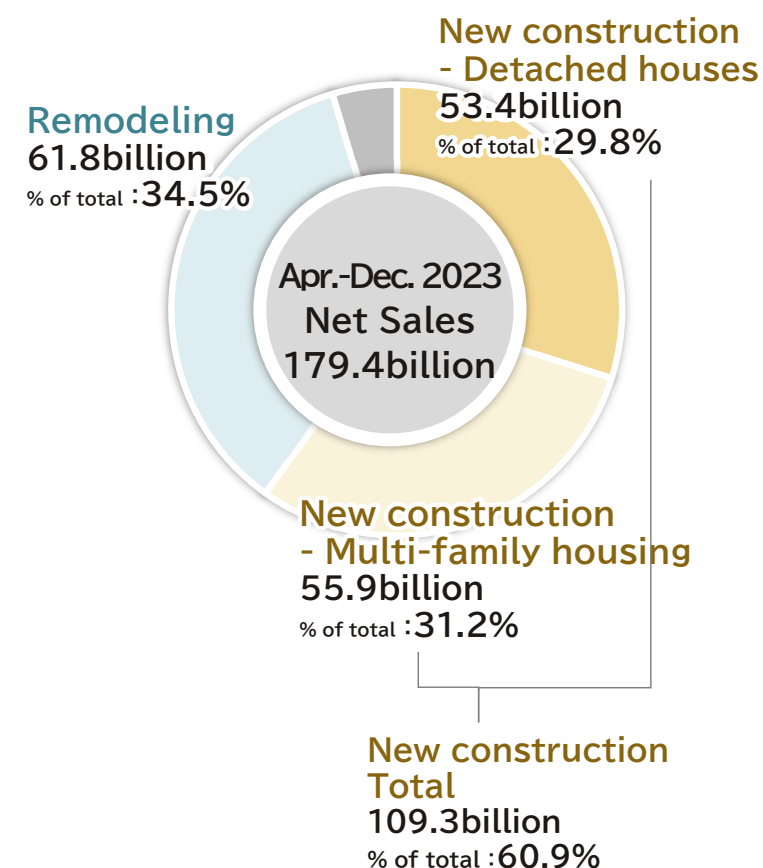 New construction
- Detached houses
53.4billion
% of total :29.8%
Remodeling
61.8billion
% of total :34.5%
Apr.-Dec. 2023
Net Sales
179.4billion
New construction
- Multi-family housing
55.9billion
% of total :31.2%
New construction
Total
109.3billion
% of total :60.9%